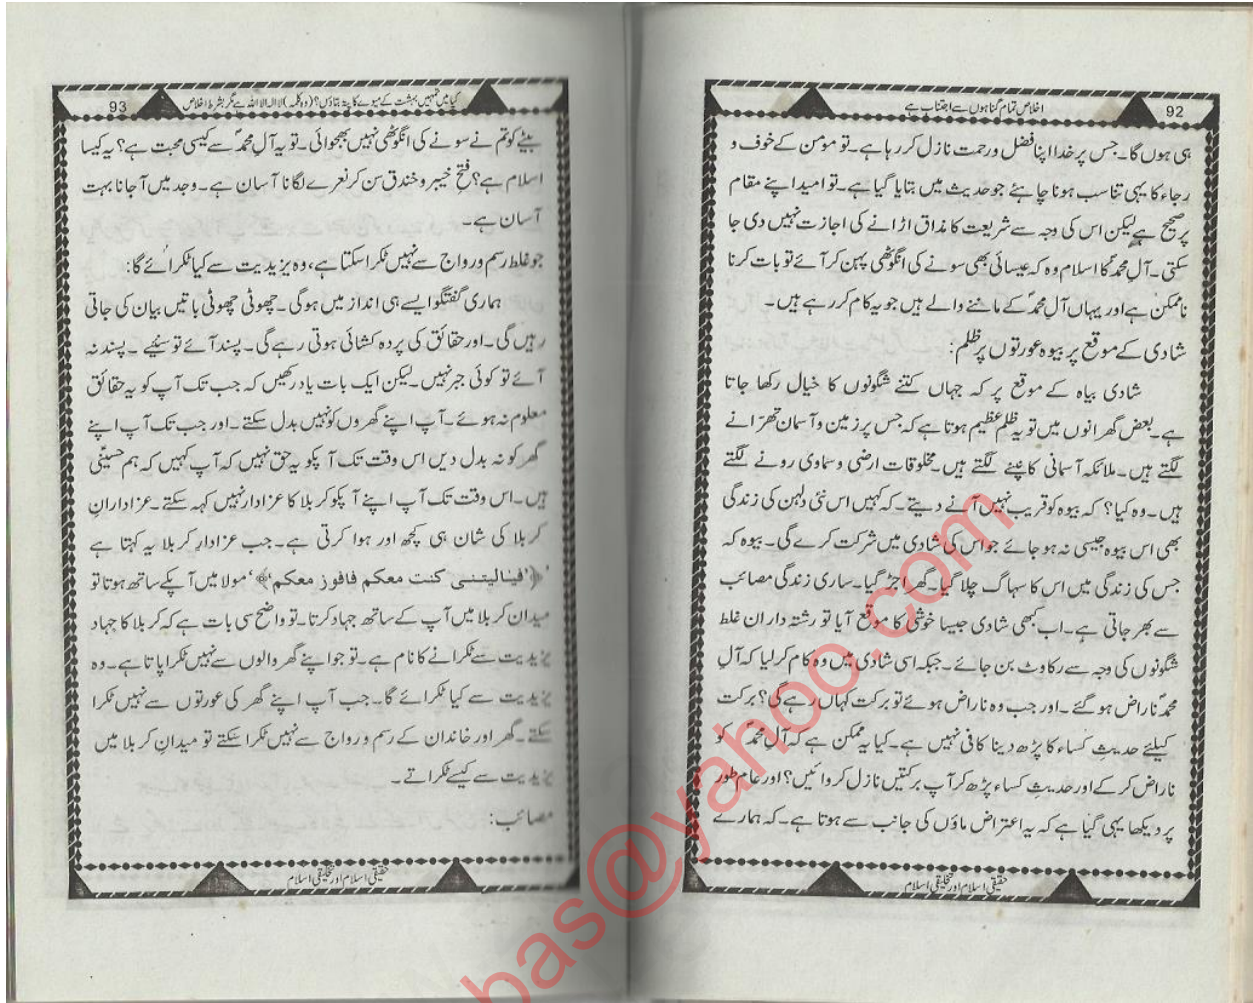 92
اخلاص تمام گناہوں سے اجتناب ہے
ہی ہوں گا۔ جس پر خدا اپنا فضل و رحمت نازل کر رہا ہے۔ تو مومن کے خوف و
رجاء کا یہی تناسب ہونا چاہئے جو حدیث میں بتایا گیا ہے۔ تو امید اپنے مقام
پر صحیح ہے لیکن اس کی وجہ سے شریعت کا مذاق اڑانے کی اجازت نہیں دی جا
سکتی۔ آلِ محمدؐ کا اسلام وہ کہ عیسائی بھی سونے کی انگوٹھی پہن کر آئے تو بات کرنا
ناممکن ہے اور یہاں آلِ محمدؐ کے ماننے والے ہیں جو یہ کام کر رہے ہیں۔
شادی کے موقع پر بیوہ عورتوں پر ظلم:
شادی بیاہ کے موقع پر کہ جہاں کتنے شگونوں کا خیال رکھا جاتا
ہے۔ بعض گھرانوں میں تو یہ ظلم عظیم ہوتا ہے کہ جس پر زمین و آسمان تھرّانے
لگتے ہیں۔ ملائکہ آسمانی کانپنے لگتے ہیں۔ مخلوقات ارضی و سماوی رونے لگتے
ہیں۔ وہ کیا؟ کہ بیوہ کو قریب نہیں آنے دیتے۔ کہ کہیں اس نئی دلہن کی زندگی
بھی اس بیوہ جیسی نہ ہو جائے جو اس کی شادی میں شرکت کرے گی۔ بیوہ کہ
جس کی زندگی میں اس کا سہاگ چلا گیا۔ گھر اجڑ گیا۔ ساری زندگی مصائب
سے بھر جاتی ہے۔ اب کبھی شادی جیسا خوشی کا موقع آیا تو رشتہ داران غلط
شگونوں کی وجہ سے رکاوٹ بن جائے۔ جبکہ اسی شادی میں وہ کام کر لیا کہ آلِ
محمدؐ ناراض ہو گئے۔ اور جب وہ ناراض ہوئے تو برکت کہاں رہے گی؟ برکت
کیلئے حدیثِ کساء کا پڑھ دینا کافی نہیں ہے۔ کیا یہ ممکن ہے کہ آلِ محمدؐ کو
ناراض کر کے اور حدیثِ کساء پڑھ کر آپ برکتیں نازل کروائیں؟ اور عام طور
پر دیکھا یہی گیا ہے کہ یہ اعتراض ماؤں کی جانب سے ہوتا ہے۔ کہ ہمارے
حقیقی اسلام اور تخلیقی اسلام
93
کیا میں تمہیں بہشت کے میوے کا پتہ بتاؤں؟ (وہ کلمہ) لا الہ الا اللہ ہے مگر بشرط اخلاص
بیٹے کو تم نے سونے کی انگوٹھی نہیں بھجوائی۔ تو یہ آلِ محمدؐ سے کیسی محبت ہے؟ یہ کیسا
اسلام ہے؟ فتح خیبر و خندق سن کر نعرے لگانا آسان ہے۔ وجد میں آ جانا بہت
آسان ہے۔
جو غلط رسم و رواج سے نہیں ٹکرا سکتا ہے، وہ یزیدیت سے کیا ٹکرائے گا:
ہماری گفتگو ایسے ہی انداز میں ہوگی۔ چھوٹی چھوٹی باتیں بیان کی جاتی
رہیں گی۔ اور حقائق کی پردہ کشائی ہوتی رہے گی۔ پسند آئے تو سنیے۔ پسند نہ
آئے تو کوئی جبر نہیں۔ لیکن ایک بات یاد رکھیں کہ جب تک آپ کو یہ حقائق
معلوم نہ ہوئے۔ آپ اپنے گھروں کو نہیں بدل سکتے۔ اور جب تک آپ اپنے
گھر کو نہ بدل دیں اس وقت تک آپکو یہ حق نہیں کہ آپ کہیں کہ ہم حسینیؑ
ہیں۔ اس وقت تک آپ اپنے آپکو کربلا کا عزادار نہیں کہہ سکتے۔ عزادارانِ
کربلا کی شان ہی کچھ اور ہوا کرتی ہے۔ جب عزادارِ کربلا یہ کہتا ہے
'﴿'فیالیتنی کنت معکم فافوز معکم'﴾' مولا میں آپکے ساتھ ہوتا تو
میدان کربلا میں آپ کے ساتھ جہاد کرتا۔ تو واضح سی بات ہے کہ کربلا کا جہاد
یزیدیت سے ٹکرانے کا نام ہے۔ تو جو اپنے گھر والوں سے نہیں ٹکرا پاتا ہے۔ وہ
یزیدیت سے کیا ٹکرائے گا۔ جب آپ اپنے گھر کی عورتوں سے نہیں ٹکرا
سکتے۔ گھر اور خاندان کے رسم و رواج سے نہیں ٹکرا سکتے تو میدانِ کربلا میں
یزیدیت سے کیسے ٹکراتے۔
مصائب:
حقیقی اسلام اور تخلیقی اسلام
bas@yahoo.com